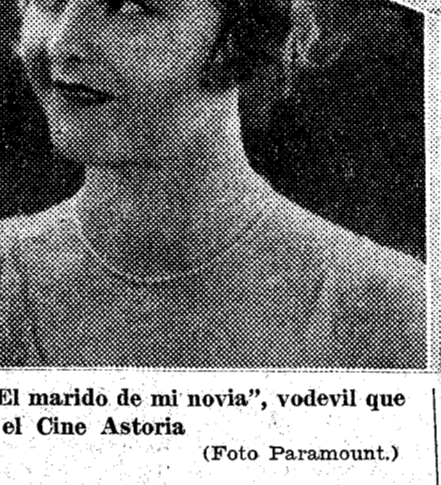 El marido de mi novia”, vodevil que
el Cine Astoria
(Foto Paramount.)